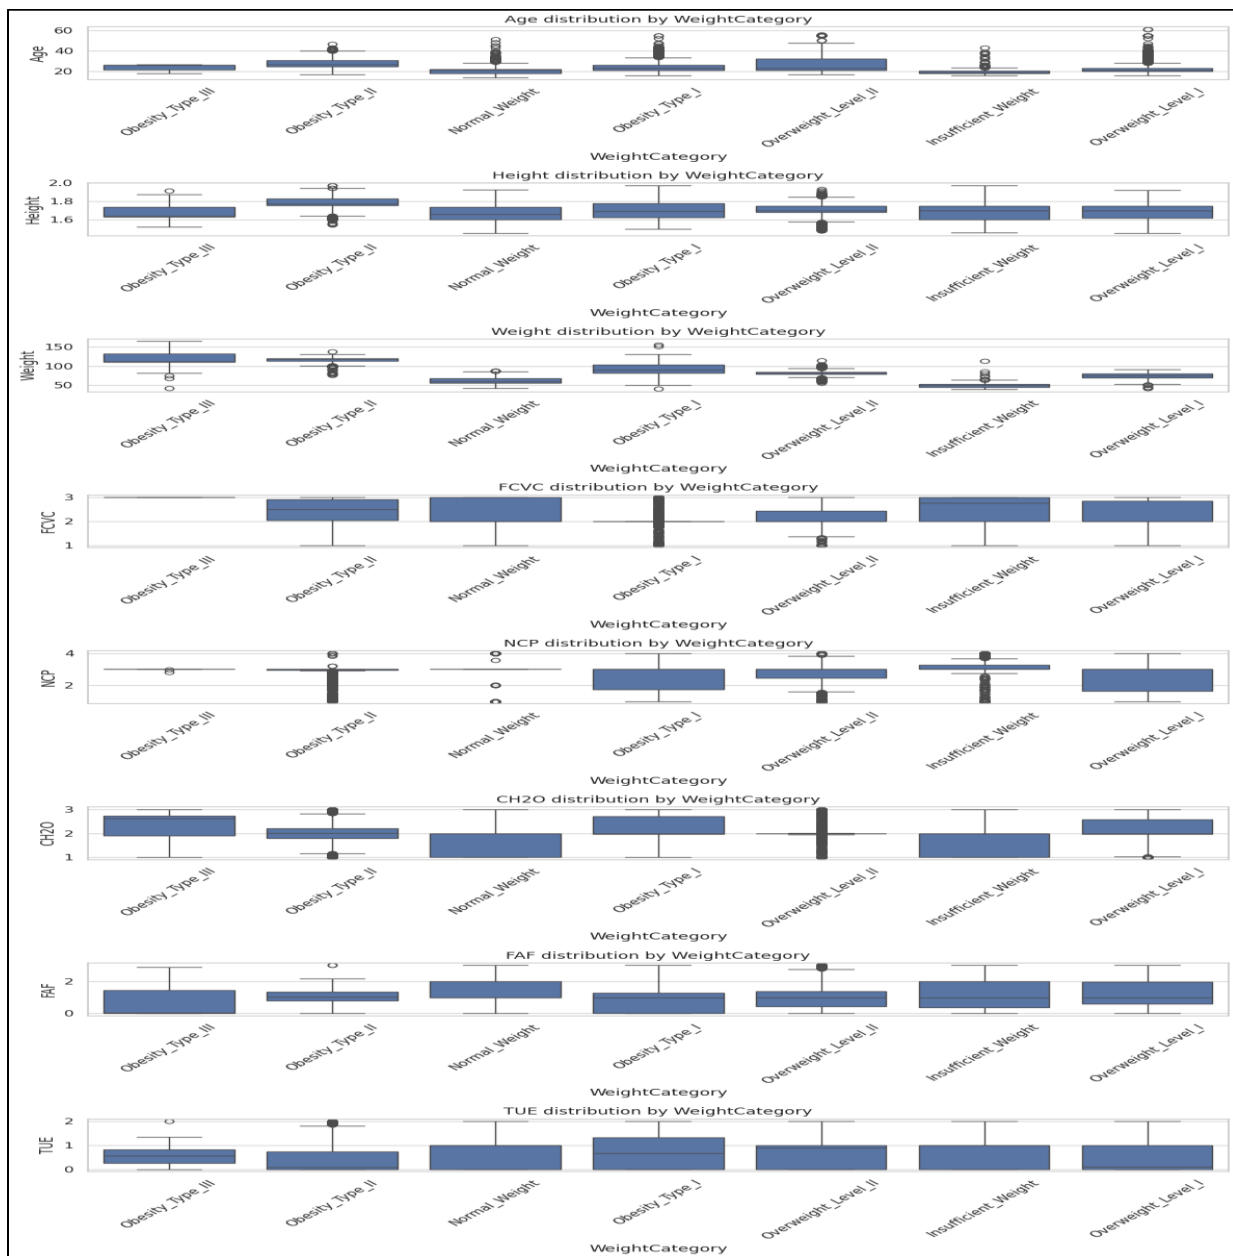 Age distribution by WeightCategory
60
40
20
Age
Obesity_Type_III
Obesity_Type_II
Normal_Weight
Obesity_Type_I
Overweight_Level_II
Insufficient_Weight
Overweight_Level_I
WeightCategory
Height distribution by WeightCategory
2.0
1.8
1.6
Height
Obesity_Type_III
Obesity_Type_II
Normal_Weight
Obesity_Type_I
Overweight_Level_II
Insufficient_Weight
Overweight_Level_I
WeightCategory
Weight distribution by WeightCategory
150
100
50
Weight
Obesity_Type_III
Obesity_Type_II
Normal_Weight
Obesity_Type_I
Overweight_Level_II
Insufficient_Weight
Overweight_Level_I
WeightCategory
FCVC distribution by WeightCategory
3
2
1
FCVC
Obesity_Type_III
Obesity_Type_II
Normal_Weight
Obesity_Type_I
Overweight_Level_II
Insufficient_Weight
Overweight_Level_I
WeightCategory
NCP distribution by WeightCategory
4
2
NCP
Obesity_Type_III
Obesity_Type_II
Normal_Weight
Obesity_Type_I
Overweight_Level_II
Insufficient_Weight
Overweight_Level_I
WeightCategory
CH2O distribution by WeightCategory
3
2
1
CH2O
Obesity_Type_III
Obesity_Type_II
Normal_Weight
Obesity_Type_I
Overweight_Level_II
Insufficient_Weight
Overweight_Level_I
WeightCategory
FAF distribution by WeightCategory
2
0
FAF
Obesity_Type_III
Obesity_Type_II
Normal_Weight
Obesity_Type_I
Overweight_Level_II
Insufficient_Weight
Overweight_Level_I
WeightCategory
TUE distribution by WeightCategory
2
1
0
TUE
Obesity_Type_III
Obesity_Type_II
Normal_Weight
Obesity_Type_I
Overweight_Level_II
Insufficient_Weight
Overweight_Level_I
WeightCategory